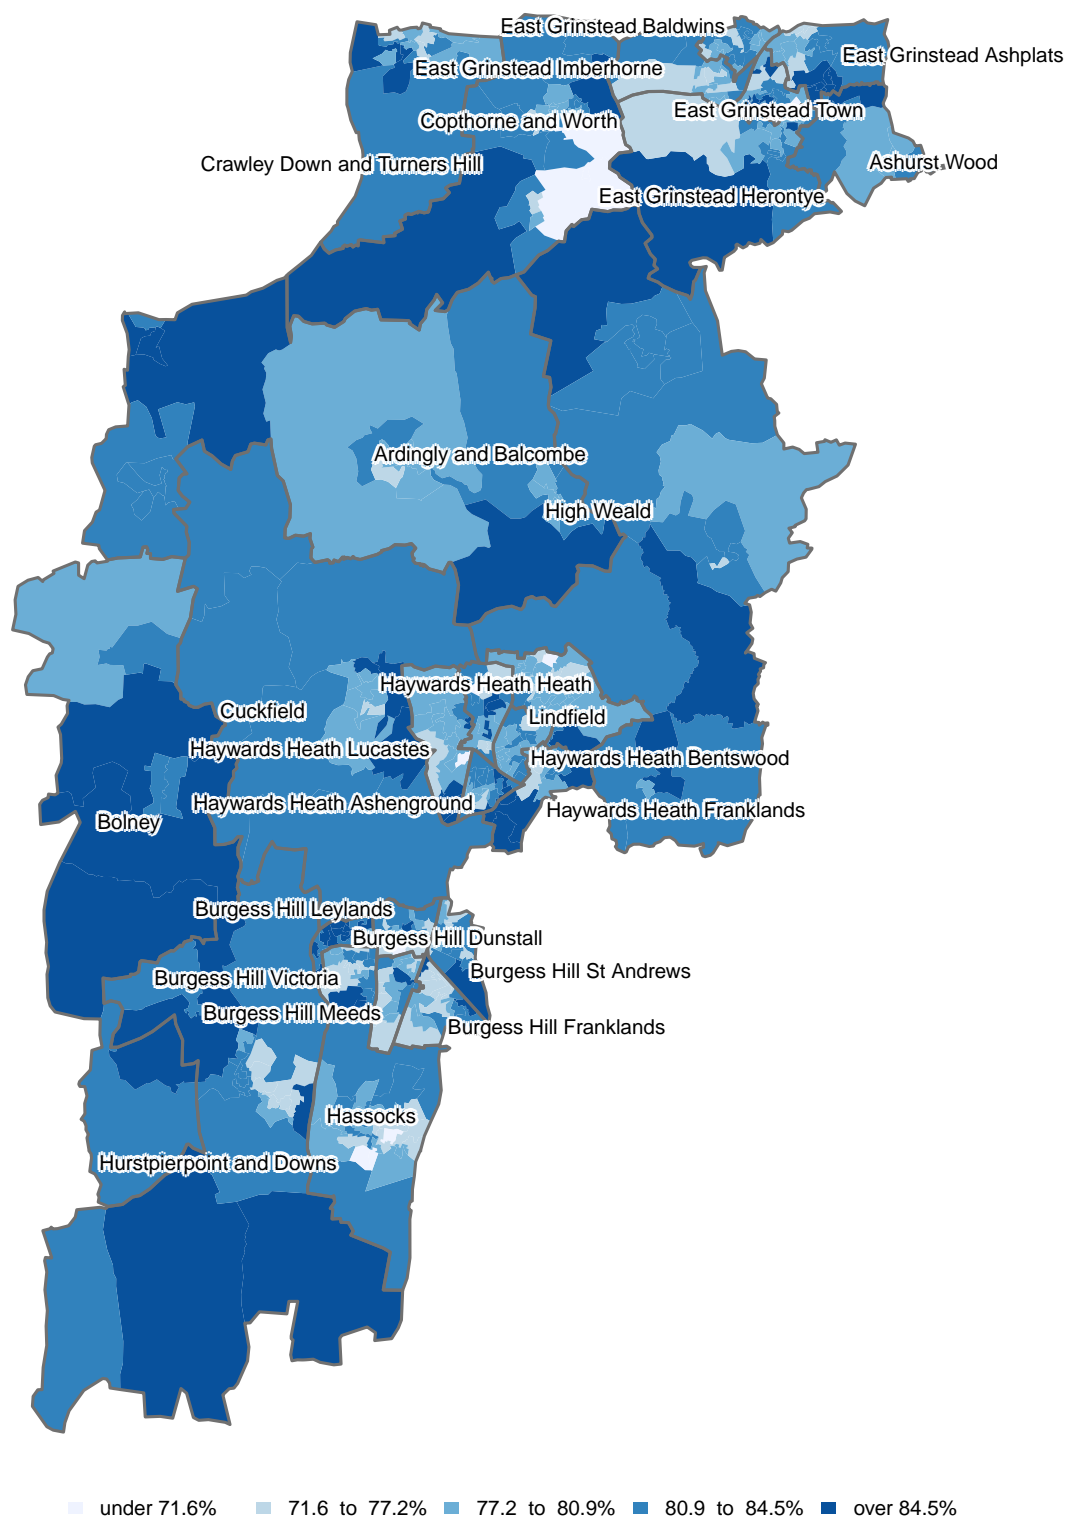 East Grinstead Baldwins
East Grinstead Ashplats
East Grinstead Imberhorne
East Grinstead Town
Copthorne and Worth
Crawley Down and Turners Hill
Ashurst Wood
East Grinstead Herontye
Ardingly and Balcombe
High Weald
Haywards Heath Heath
Cuckfield
Lindfield
Haywards Heath Lucastes
Haywards Heath Bentswood
Haywards Heath Ashenground
Haywards Heath Franklands
Bolney
Burgess Hill Leylands
Burgess Hill Dunstall
Burgess Hill St Andrews
Burgess Hill Victoria
Burgess Hill Meeds
Burgess Hill Franklands
Hassocks
Hurstpierpoint and Downs
under 71.6% 71.6 to 77.2% 77.2 to 80.9% 80.9 to 84.5% over 84.5%